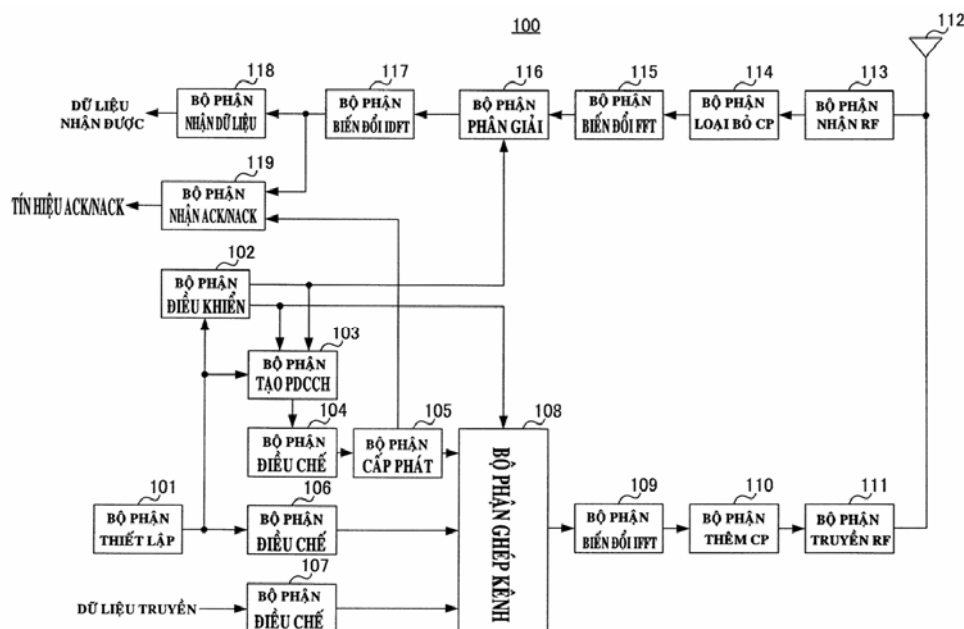 100
112
118
117
116
115
114
113
BỘ PHẬN
NHẬN DỮ LIỆU
BỘ PHẬN
BIẾN ĐỔI IDFT
BỘ PHẬN
PHÂN GIẢI
BỘ PHẬN
BIẾN ĐỔI FFT
BỘ PHẬN
LOẠI BỎ CP
BỘ PHẬN
NHẬN RF
DỮ LIỆU
NHẬN ĐƯỢC
119
BỘ PHẬN
NHẬN ACK/NACK
TÍN HIỆU ACK/NACK
102
BỘ PHẬN
ĐIỀU KHIỂN
103
BỘ PHẬN
TẠO PDCCH
104
BỘ PHẬN
ĐIỀU CHẾ
105
BỘ PHẬN
CẤP PHÁT
108
BỘ PHẬN GHÉP KÊNH
101
BỘ PHẬN
THIẾT LẬP
106
BỘ PHẬN
ĐIỀU CHẾ
109
BỘ PHẬN
BIẾN ĐỔI IFFT
110
BỘ PHẬN
THÊM CP
111
BỘ PHẬN
TRUYỀN RF
107
DỮ LIỆU TRUYỀN
BỘ PHẬN
ĐIỀU CHẾ